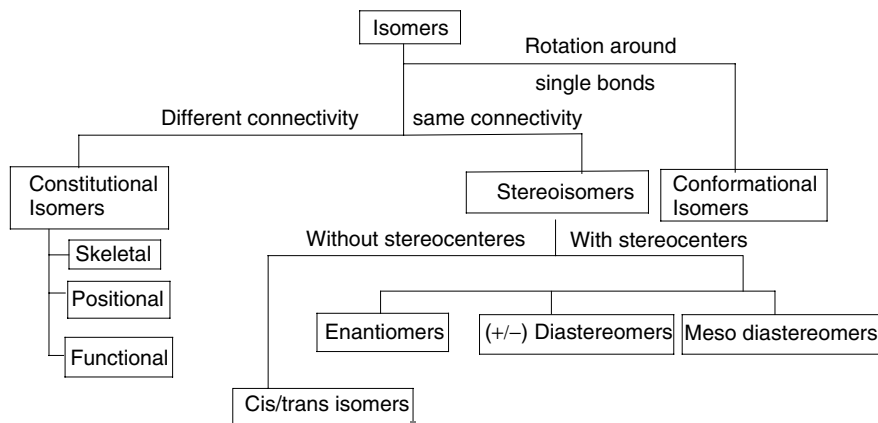 Isomers
Rotation around
single bonds
Different connectivity
same connectivity
Constitutional
Isomers
Stereoisomers
Conformational
Isomers
Without stereocenteres
With stereocenters
Skeletal
Positional
Functional
Enantiomers
(+/−) Diastereomers
Meso diastereomers
Cis/trans isomers